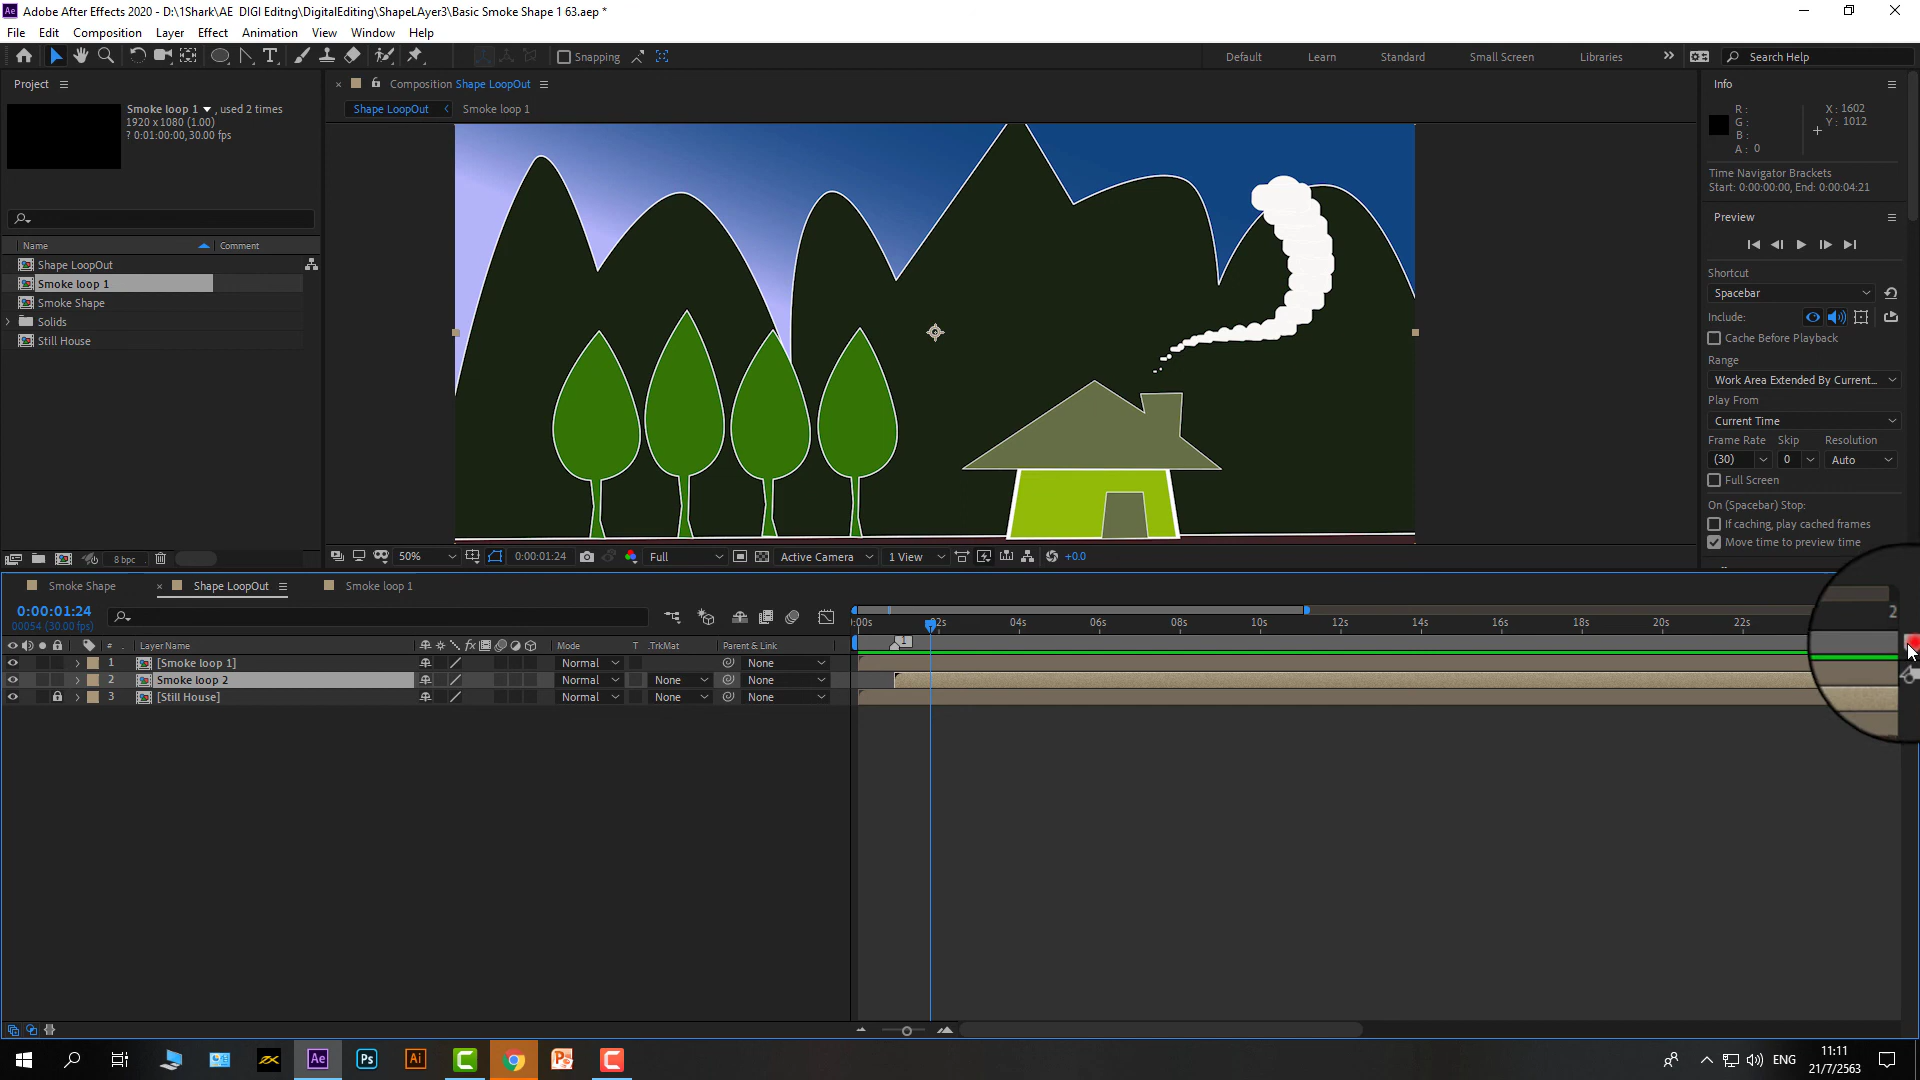 Adobe After Effects 2020 - D:\1Shark\AE  DIGI Editng\DigitalEditing\ShapeLAyer3\Basic Smoke Shape 1 63.aep *
File Edit Composition Layer Effect Animation View Window Help
Snapping Default Learn Standard Small Screen Libraries Search Help
Project
Smoke loop 1 , used 2 times
1920 x 1080 (1.00)
? 0:01:00:00, 30.00 fps
Name Comment
Shape LoopOut
Smoke loop 1
Smoke Shape
Solids
Still House
8 bpc
Composition Shape LoopOut
Shape LoopOut Smoke loop 1
50% 0:00:01:24 Full Active Camera 1 View +0.0
Info
R :
G :
B :
A : 0
X : 1602
Y : 1012
Time Navigator Brackets
Start: 0:00:00:00, End: 0:00:04:21
Preview
Shortcut
Spacebar
Include:
Cache Before Playback
Range
Work Area Extended By Current...
Play From
Current Time
Frame Rate Skip Resolution
(30) 0 Auto
Full Screen
On (Spacebar) Stop:
If caching, play cached frames
Move time to preview time
Smoke Shape Shape LoopOut Smoke loop 1
0:00:01:24
00054 (30.00 fps)
:00s 02s 04s 06s 08s 10s 12s 14s 16s 18s 20s 22s 2
# Layer Name Mode T .TrkMat Parent & Link
1
1 [Smoke loop 1] Normal None
2 Smoke loop 2 Normal None None
3 [Still House] Normal None None
Ae Ps Ai
ENG
11:11
21/7/2563